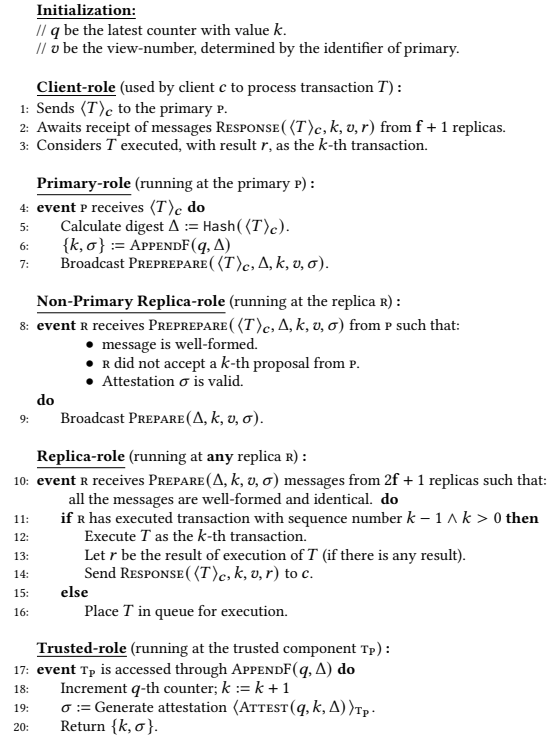 Initialization:
// q be the latest counter with value k.
// v be the view-number, determined by the identifier of primary.
Client-role (used by client c to process transaction T) :
1: Sends ⟨T⟩c to the primary P.
2: Awaits receipt of messages Response(⟨T⟩c, k, v, r) from f + 1 replicas.
3: Considers T executed, with result r, as the k-th transaction.
Primary-role (running at the primary P) :
4: event P receives ⟨T⟩c do
5: Calculate digest Δ := Hash(⟨T⟩c).
6: {k, σ} := AppendF(q, Δ)
7: Broadcast Preprepare(⟨T⟩c, Δ, k, v, σ).
Non-Primary Replica-role (running at the replica R) :
8: event R receives Preprepare(⟨T⟩c, Δ, k, v, σ) from P such that:
• message is well-formed.
• R did not accept a k-th proposal from P.
• Attestation σ is valid.
do
9: Broadcast Prepare(Δ, k, v, σ).
Replica-role (running at any replica R) :
10: event R receives Prepare(Δ, k, v, σ) messages from 2f + 1 replicas such that:
all the messages are well-formed and identical. do
11: if R has executed transaction with sequence number k − 1 ∧ k > 0 then
12: Execute T as the k-th transaction.
13: Let r be the result of execution of T (if there is any result).
14: Send Response(⟨T⟩c, k, v, r) to c.
15: else
16: Place T in queue for execution.
Trusted-role (running at the trusted component TP) :
17: event TP is accessed through AppendF(q, Δ) do
18: Increment q-th counter; k := k + 1
19: σ := Generate attestation ⟨Attest(q, k, Δ)⟩TP.
20: Return {k, σ}.